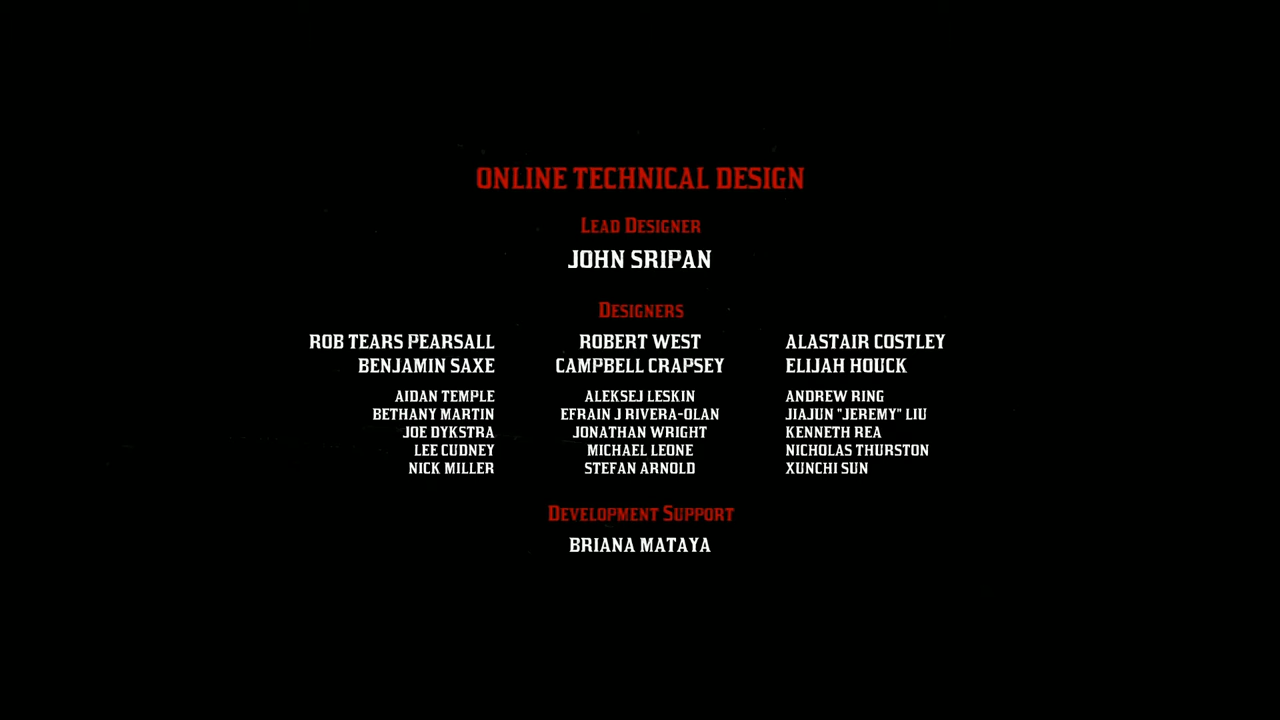 ONLINE TECHNICAL DESIGN
LEAD DESIGNER
JOHN SRIPAN
DESIGNERS
ROB TEARS PEARSALL ROBERT WEST ALASTAIR COSTLEY
BENJAMIN SAXE CAMPBELL CRAPSEY ELIJAH HOUCK
AIDAN TEMPLE ALEKSEJ LESKIN ANDREW RING
BETHANY MARTIN EFRAIN J RIVERA-OLAN JIAJUN "JEREMY" LIU
JOE DYKSTRA JONATHAN WRIGHT KENNETH REA
LEE CUDNEY MICHAEL LEONE NICHOLAS THURSTON
NICK MILLER STEFAN ARNOLD XUNCHI SUN
DEVELOPMENT SUPPORT
BRIANA MATAYA